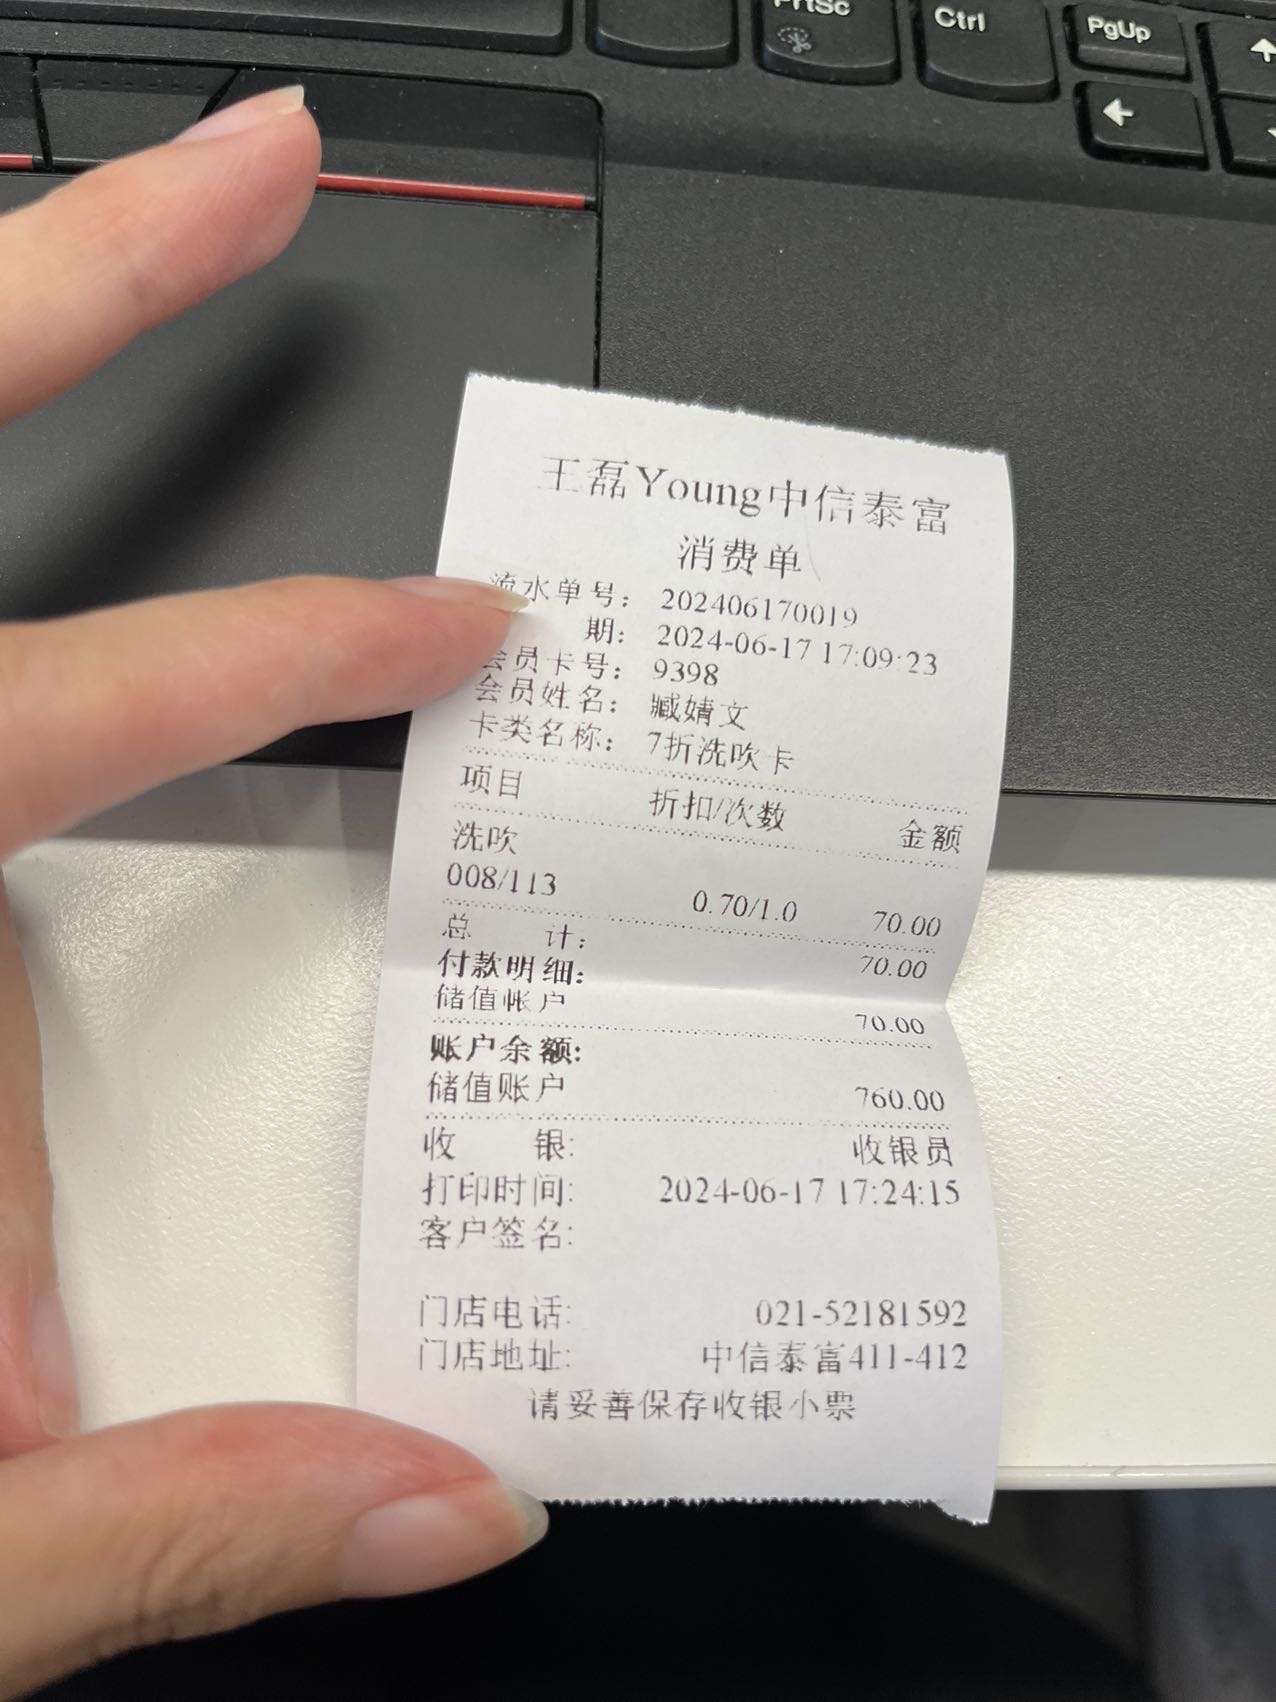 PrtSc
Ctrl
PgUp
王磊Young中信泰富
消费单
流水单号： 202406170019
期： 2024-06-17 17:09:23
会员卡号： 9398
会员姓名： 臧婧文
卡类名称： 7折洗吹卡
项目 折扣/次数 金额
洗吹
008/113 0.70/1.0 70.00
总 计： 70.00
付款明细:
储值帐户 70.00
账户余额:
储值账户 760.00
收 银: 收银员
打印时间: 2024-06-17 17:24:15
客户签名:
门店电话: 021-52181592
门店地址: 中信泰富411-412
请妥善保存收银小票